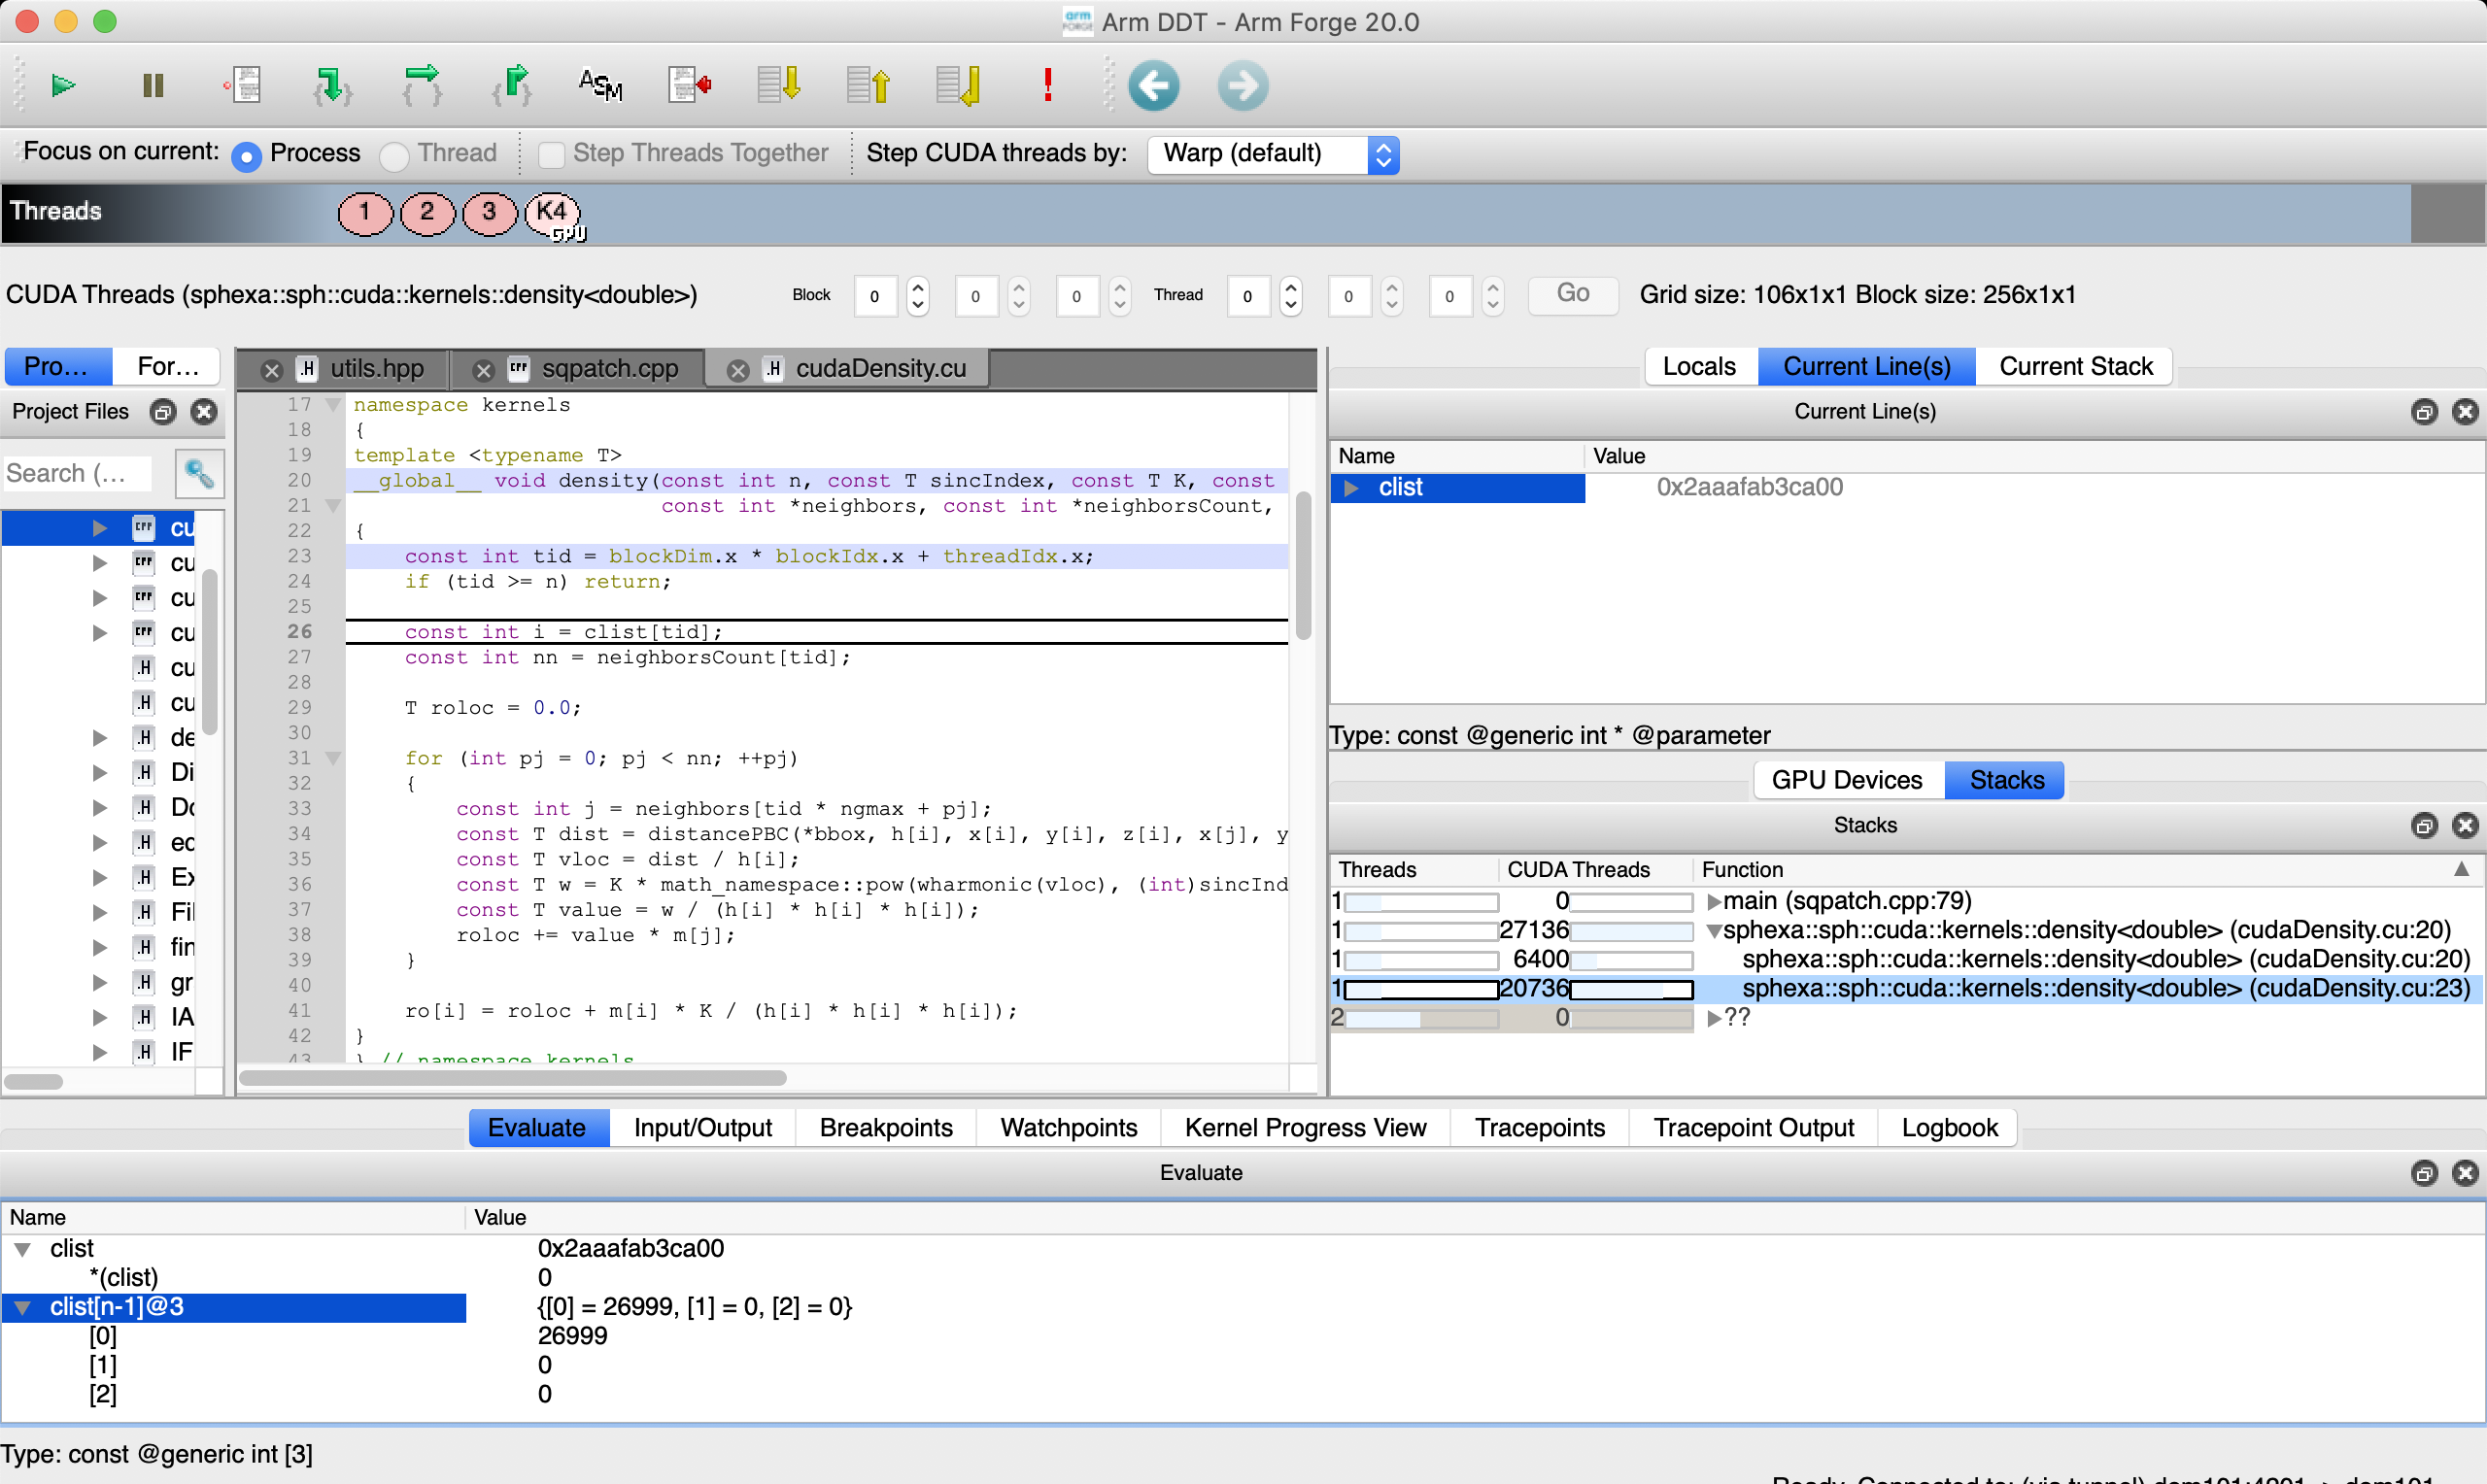 Arm DDT - Arm Forge 20.0
Focus on current: Process Thread Step Threads Together Step CUDA threads by: Warp (default)
Threads 1 2 3 K4 GPU
CUDA Threads (sphexa::sph::cuda::kernels::density<double>) Block 0 0 0 Thread 0 0 0 Go Grid size: 106x1x1 Block size: 256x1x1
Pro... For...
Project Files
Search (...
cu
cu
cu
cu
cu
cu
de
Di
Do
ec
Ex
Fil
fin
gr
IA
IF
utils.hpp sqpatch.cpp cudaDensity.cu
17 namespace kernels
18 {
19 template <typename T>
20 __global__ void density(const int n, const T sincIndex, const T K, const
21 const int *neighbors, const int *neighborsCount,
22 {
23 const int tid = blockDim.x * blockIdx.x + threadIdx.x;
24 if (tid >= n) return;
25
26 const int i = clist[tid];
27 const int nn = neighborsCount[tid];
28
29 T roloc = 0.0;
30
31 for (int pj = 0; pj < nn; ++pj)
32 {
33 const int j = neighbors[tid * ngmax + pj];
34 const T dist = distancePBC(*bbox, h[i], x[i], y[i], z[i], x[j], y
35 const T vloc = dist / h[i];
36 const T w = K * math_namespace::pow(wharmonic(vloc), (int)sincInd
37 const T value = w / (h[i] * h[i] * h[i]);
38 roloc += value * m[j];
39 }
40
41 ro[i] = roloc + m[i] * K / (h[i] * h[i] * h[i]);
42 }
43 } // namespace kernels
Locals Current Line(s) Current Stack
Current Line(s)
Name Value
clist 0x2aaafab3ca00
Type: const @generic int * @parameter
GPU Devices Stacks
Stacks
Threads CUDA Threads Function
1 0 main (sqpatch.cpp:79)
1 27136 sphexa::sph::cuda::kernels::density<double> (cudaDensity.cu:20)
1 6400 sphexa::sph::cuda::kernels::density<double> (cudaDensity.cu:20)
1 20736 sphexa::sph::cuda::kernels::density<double> (cudaDensity.cu:23)
2 0 ??
Evaluate Input/Output Breakpoints Watchpoints Kernel Progress View Tracepoints Tracepoint Output Logbook
Evaluate
Name Value
clist 0x2aaafab3ca00
*(clist) 0
clist[n-1]@3 {[0] = 26999, [1] = 0, [2] = 0}
[0] 26999
[1] 0
[2] 0
Type: const @generic int [3]
Ready. Connected to: (via tunnel)